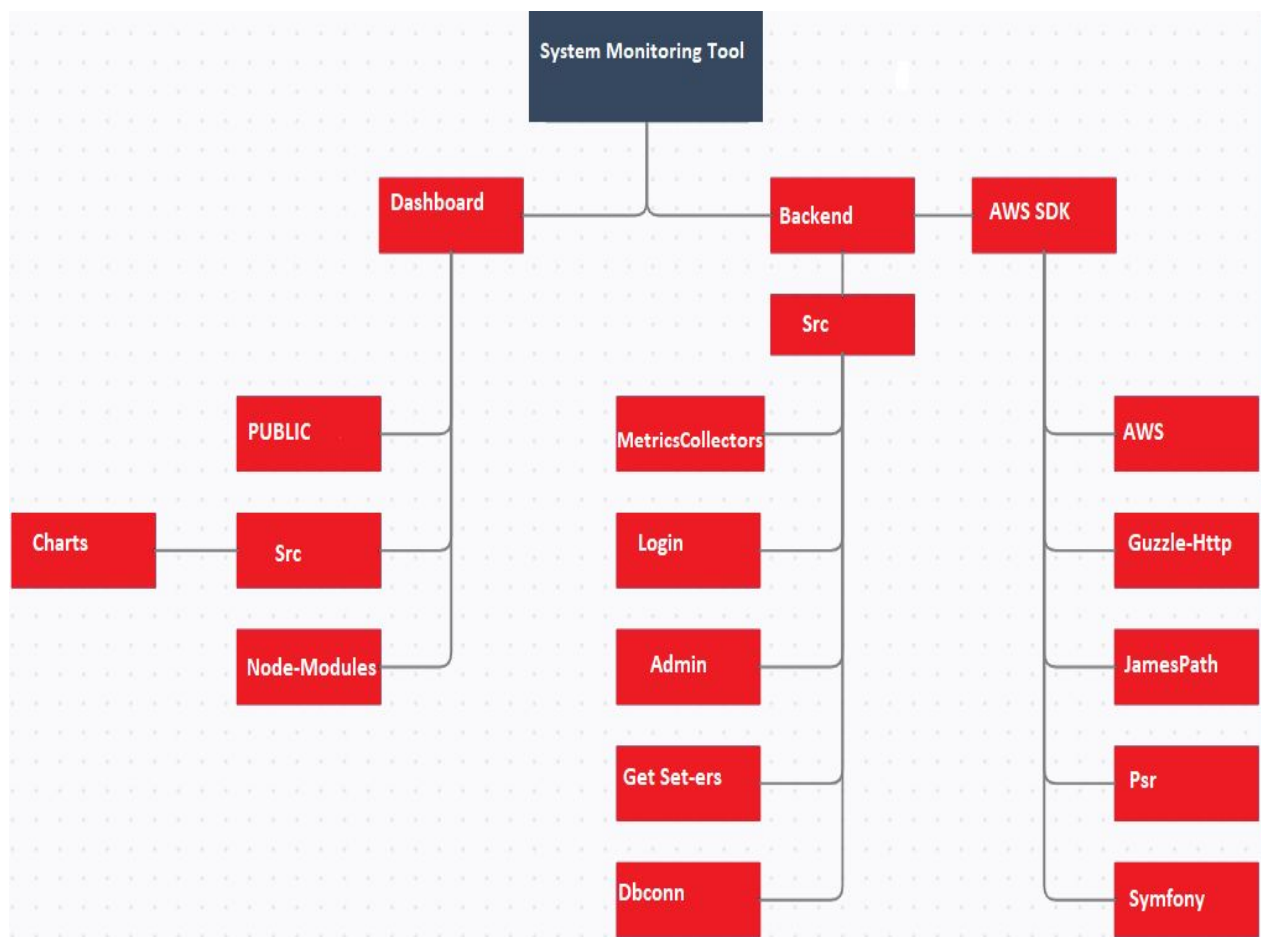 System Monitoring Tool
Dashboard
Backend
AWS SDK
Src
PUBLIC
MetricsCollectors
AWS
Charts
Src
Login
Guzzle-Http
Node-Modules
Admin
JamesPath
Get Set-ers
Psr
Dbconn
Symfony